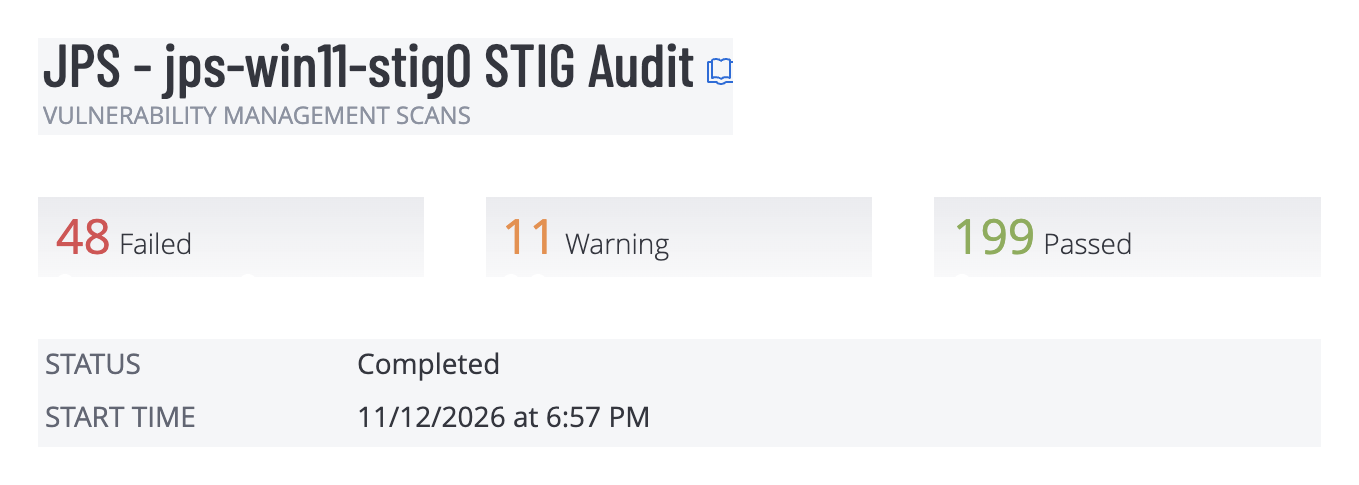 JPS - jps-win11-stig0 STIG Audit
VULNERABILITY MANAGEMENT SCANS
48 Failed
11 Warning
199 Passed
STATUS Completed
START TIME 11/12/2026 at 6:57 PM